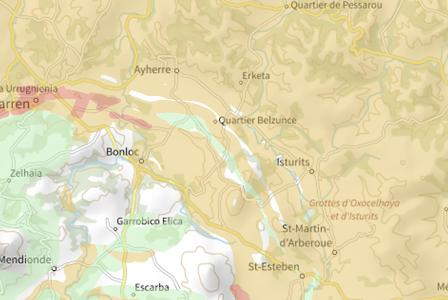 Quartier de Pessarou
Ayherre
Erketa
a Urrugnienia
arren
Quartier Belzunce
Bonloc
Isturits
Zelhaia
Grottes d'Oxocelhaya
et d'Isturits
Garrobico Elica
St-Martin-
d'Arberoue
Mendionde
St-Esteben
Escarba
Me